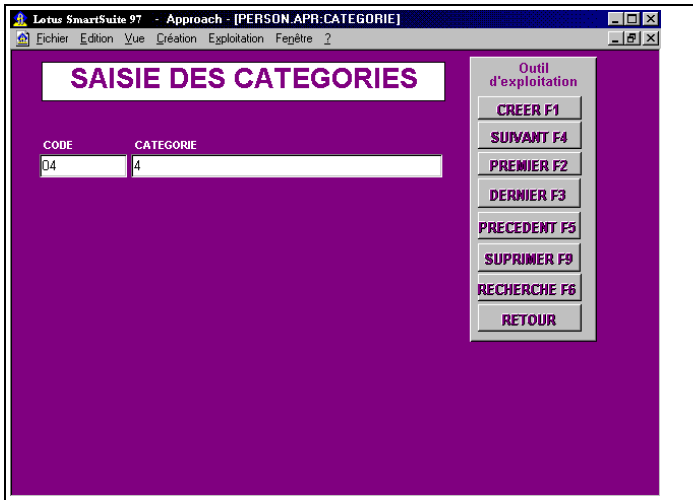 Lotus SmartSuite 97 - Approach - [PERSON.APR:CATEGORIE]
Fichier Edition Vue Création Exploitation Fenêtre ?
SAISIE DES CATEGORIES
CODE CATEGORIE
04 4
Outil
d'exploitation
CREER F1
SUIVANT F4
PREMIER F2
DERNIER F3
PRECEDENT F5
SUPRIMER F9
RECHERCHE F6
RETOUR